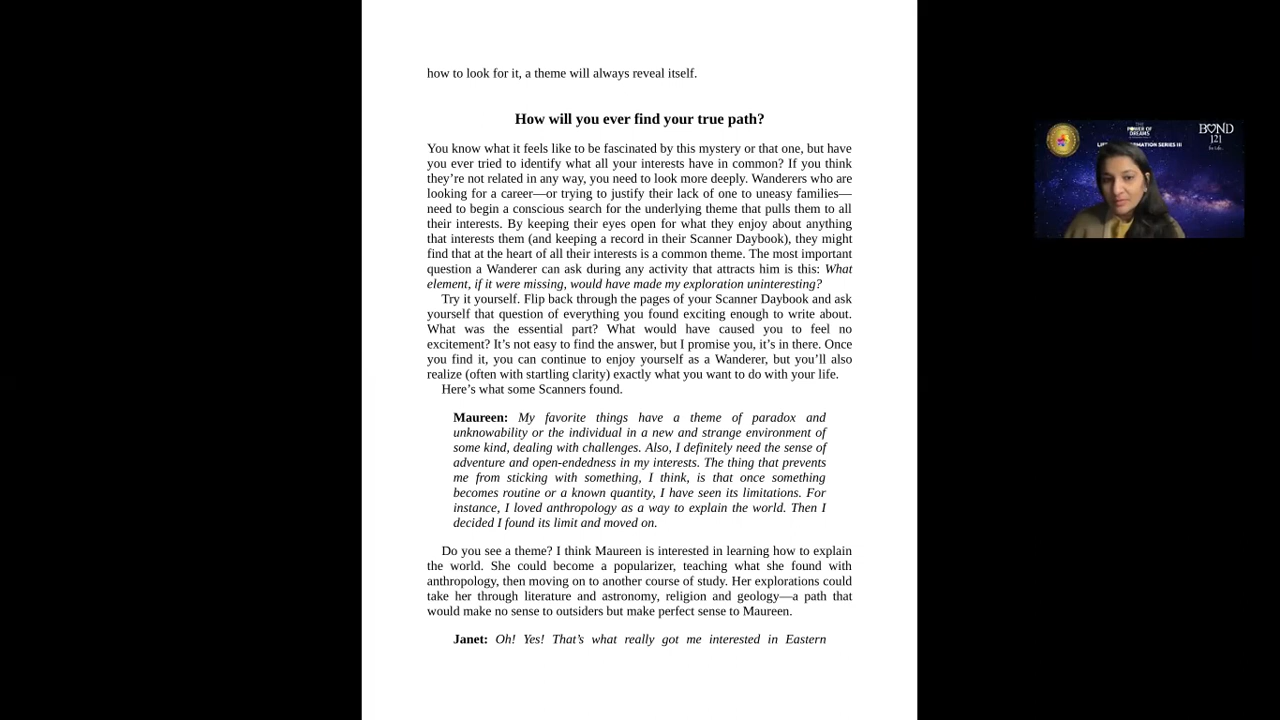 how to look for it, a theme will always reveal itself.
How will you ever find your true path?
You know what it feels like to be fascinated by this mystery or that one, but have
you ever tried to identify what all your interests have in common? If you think
they’re not related in any way, you need to look more deeply. Wanderers who are
looking for a career—or trying to justify their lack of one to uneasy families—
need to begin a conscious search for the underlying theme that pulls them to all
their interests. By keeping their eyes open for what they enjoy about anything
that interests them (and keeping a record in their Scanner Daybook), they might
find that at the heart of all their interests is a common theme. The most important
question a Wanderer can ask during any activity that attracts him is this: What
element, if it were missing, would have made my exploration uninteresting?
Try it yourself. Flip back through the pages of your Scanner Daybook and ask
yourself that question of everything you found exciting enough to write about.
What was the essential part? What would have caused you to feel no
excitement? It’s not easy to find the answer, but I promise you, it’s in there. Once
you find it, you can continue to enjoy yourself as a Wanderer, but you’ll also
realize (often with startling clarity) exactly what you want to do with your life.
Here’s what some Scanners found.
Maureen: My favorite things have a theme of paradox and
unknowability or the individual in a new and strange environment of
some kind, dealing with challenges. Also, I definitely need the sense of
adventure and open-endedness in my interests. The thing that prevents
me from sticking with something, I think, is that once something
becomes routine or a known quantity, I have seen its limitations. For
instance, I loved anthropology as a way to explain the world. Then I
decided I found its limit and moved on.
Do you see a theme? I think Maureen is interested in learning how to explain
the world. She could become a popularizer, teaching what she found with
anthropology, then moving on to another course of study. Her explorations could
take her through literature and astronomy, religion and geology—a path that
would make no sense to outsiders but make perfect sense to Maureen.
Janet: Oh! Yes! That’s what really got me interested in Eastern
THE
POWER OF
DREAMS
SERIES III
BOND
121